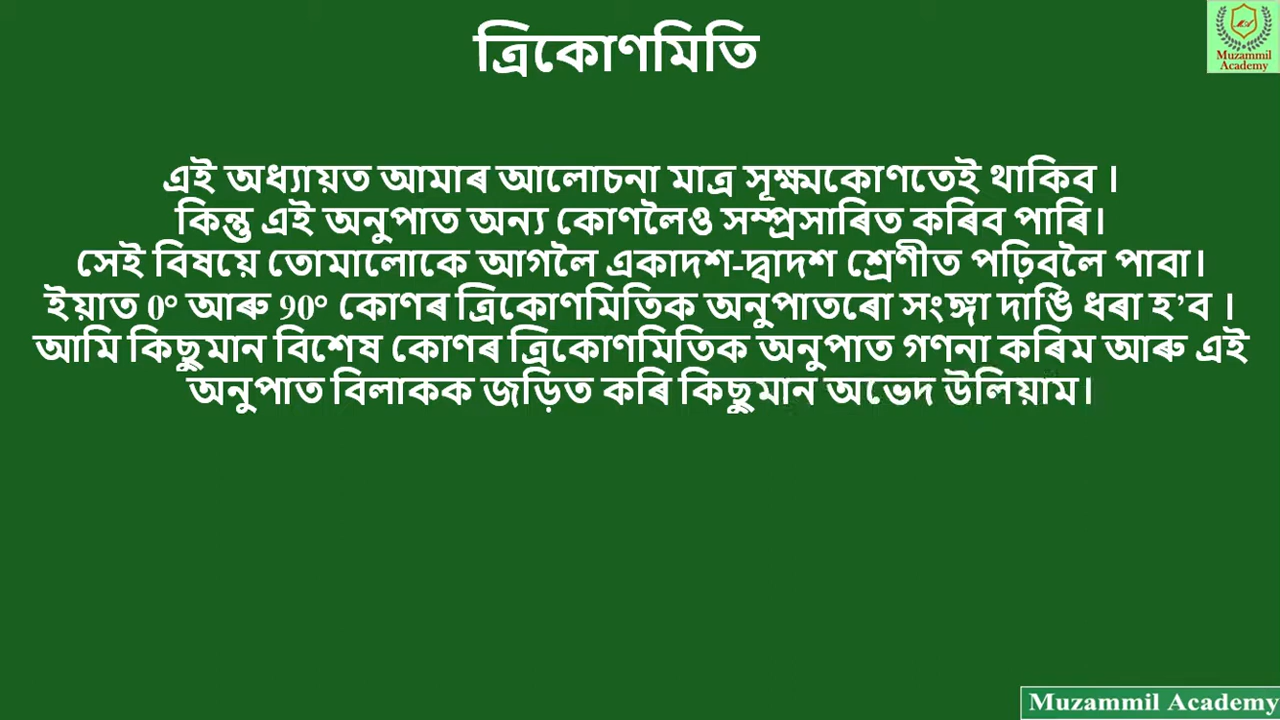 ত্ৰিকোণমিতি
Muzammil
Academy
এই অধ্যায়ত আমাৰ আলোচনা মাত্ৰ সূক্ষ্মকোণতেই থাকিব ।
কিন্তু এই অনুপাত অন্য কোণলৈও সম্প্ৰসাৰিত কৰিব পাৰি।
সেই বিষয়ে তোমালোকে আগলৈ একাদশ-দ্বাদশ শ্ৰেণীত পঢ়িবলৈ পাবা।
ইয়াত 0° আৰু 90° কোণৰ ত্ৰিকোণমিতিক অনুপাতৰো সংঙ্গা দাঙি ধৰা হ’ব ।
আমি কিছুমান বিশেষ কোণৰ ত্ৰিকোণমিতিক অনুপাত গণনা কৰিম আৰু এই
অনুপাত বিলাকক জড়িত কৰি কিছুমান অভেদ উলিয়াম।
Muzammil Academy